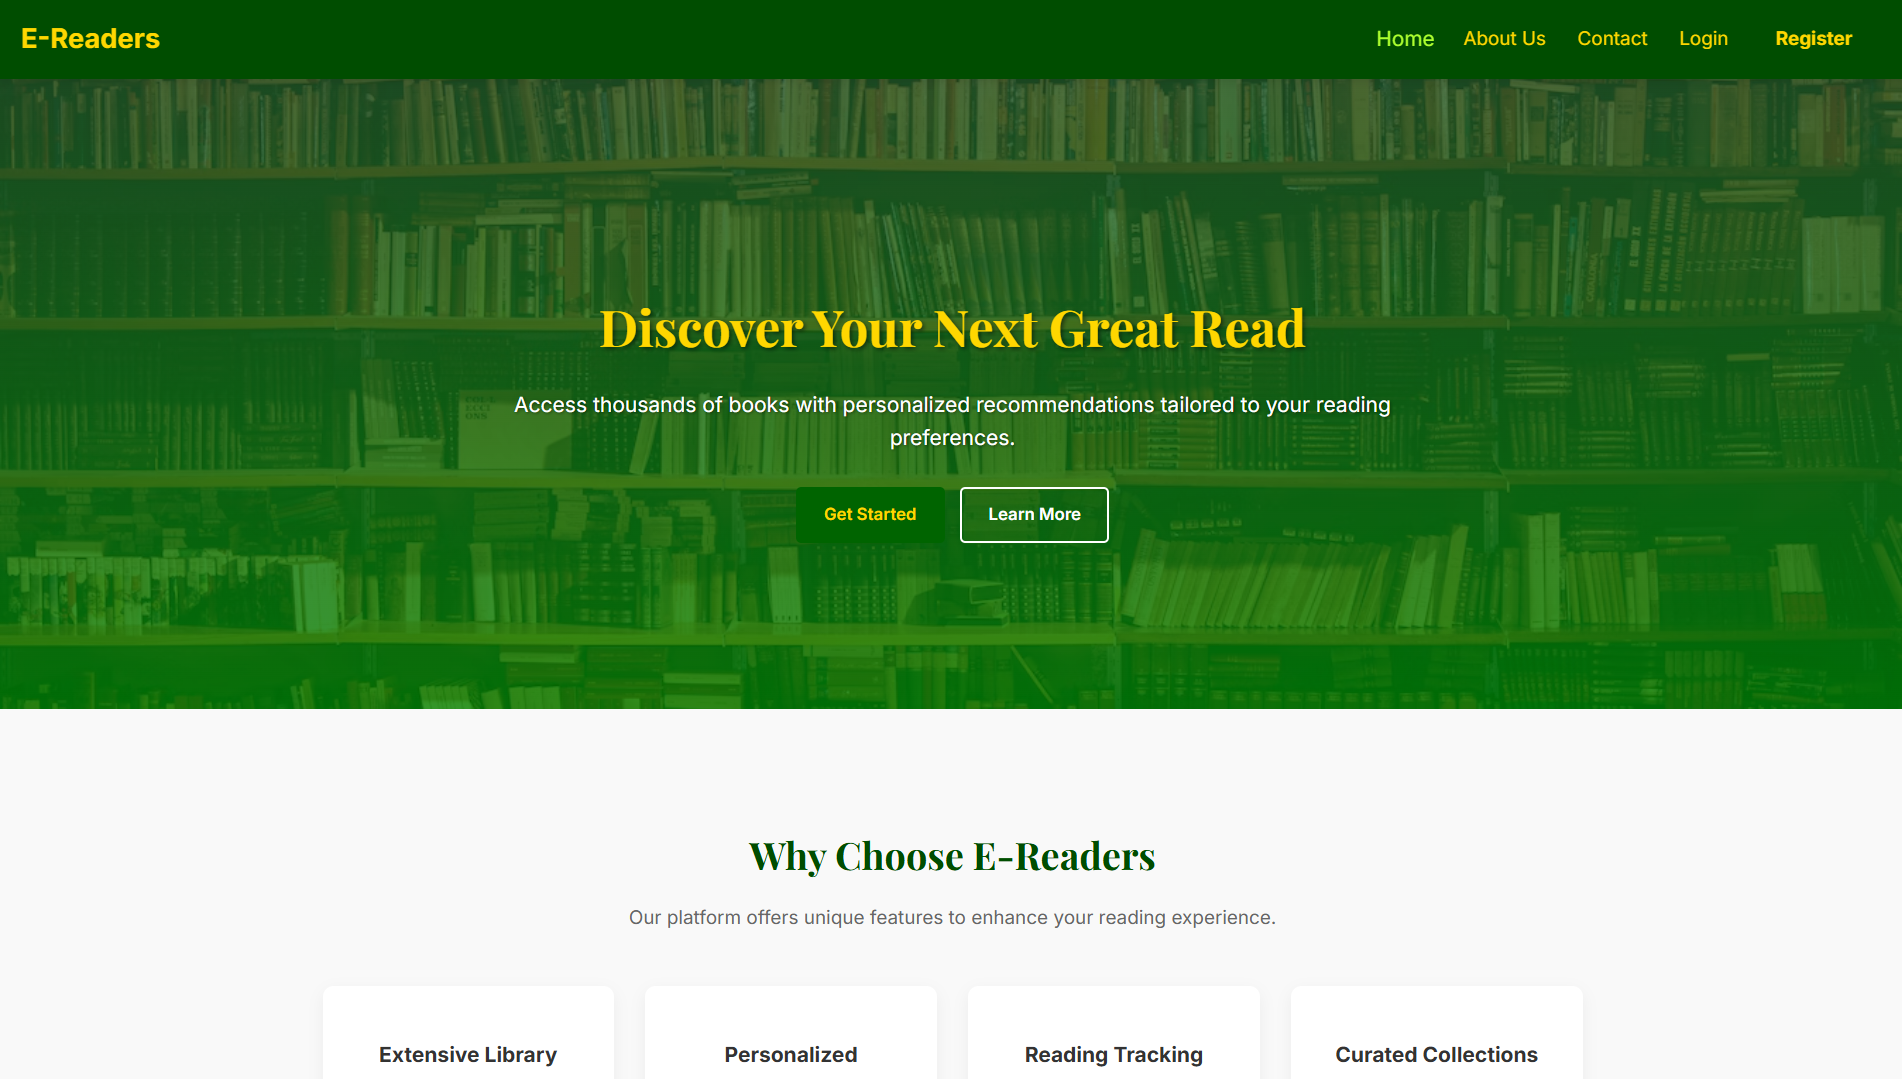 E-Readers
Home About Us Contact Login Register
Discover Your Next Great Read
Access thousands of books with personalized recommendations tailored to your reading
preferences.
Get Started Learn More
Why Choose E-Readers
Our platform offers unique features to enhance your reading experience.
Extensive Library
Personalized
Reading Tracking
Curated Collections